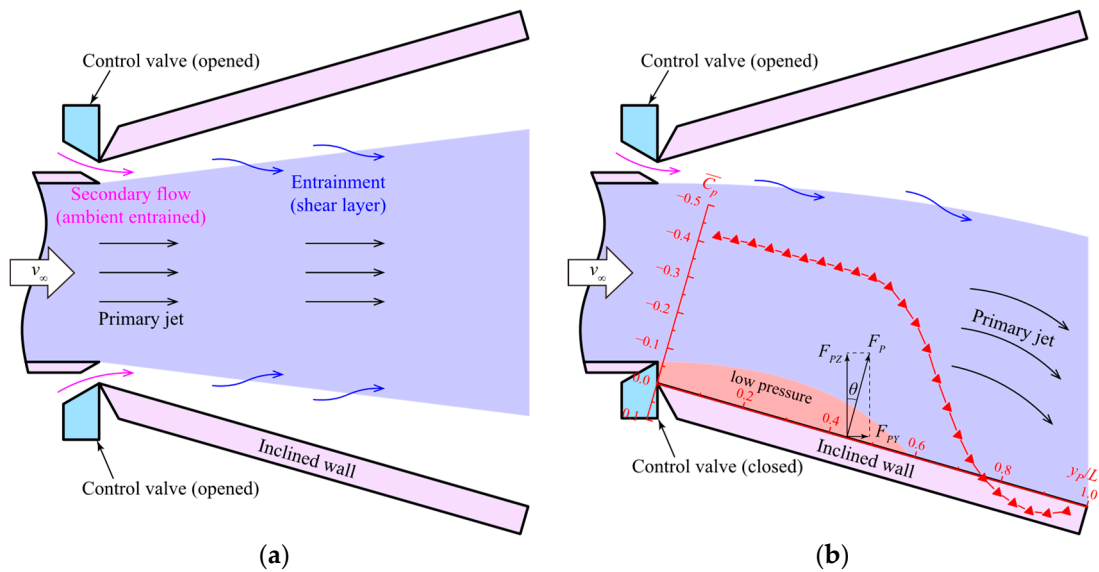 Control valve (opened)
Secondary flow
(ambient entrained)
Entrainment
(shear layer)
v∞
Primary jet
Inclined wall
Control valve (opened)
(a)
Control valve (opened)
C̅p
−0.5
−0.4
−0.3
−0.2
−0.1
0.0
0.1
v∞
Primary jet
FPZ
FP
θ
FPY
low pressure
0.2
0.4
0.6
0.8
1.0
yP/L
Inclined wall
Control valve (closed)
(b)